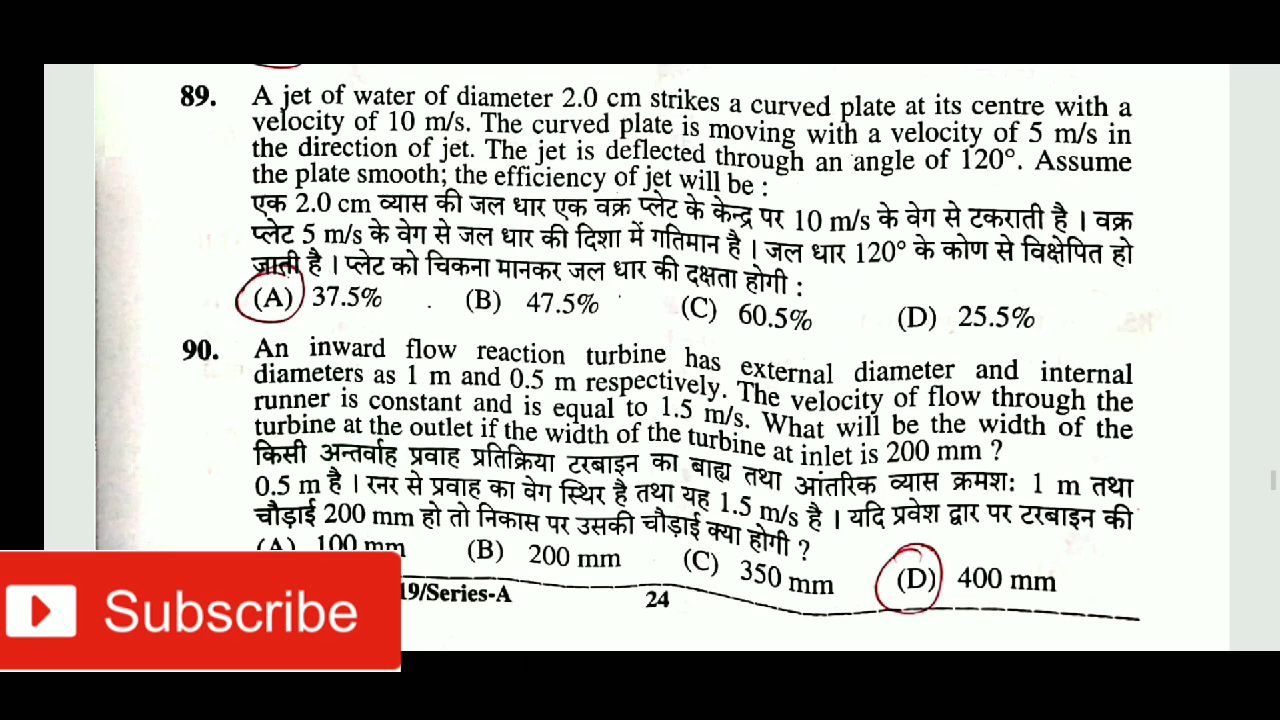 89. A jet of water of diameter 2.0 cm strikes a curved plate at its centre with a
velocity of 10 m/s. The curved plate is moving with a velocity of 5 m/s in
the direction of jet. The jet is deflected through an angle of 120°. Assume
the plate smooth; the efficiency of jet will be :
एक 2.0 cm व्यास की जल धार एक वक्र प्लेट के केन्द्र पर 10 m/s के वेग से टकराती है । वक्र
प्लेट 5 m/s के वेग से जल धार की दिशा में गतिमान है । जल धार 120° के कोण से विक्षेपित हो
जाती है । प्लेट को चिकना मानकर जल धार की दक्षता होगी :
(A) 37.5% (B) 47.5% (C) 60.5% (D) 25.5%
90. An inward flow reaction turbine has external diameter and internal
diameters as 1 m and 0.5 m respectively. The velocity of flow through the
runner is constant and is equal to 1.5 m/s. What will be the width of the
turbine at the outlet if the width of the turbine at inlet is 200 mm ?
किसी अन्तर्वाह प्रवाह प्रतिक्रिया टरबाइन का बाह्य तथा आंतरिक व्यास क्रमशः 1 m तथा
0.5 m है । रनर से प्रवाह का वेग स्थिर है तथा यह 1.5 m/s है । यदि प्रवेश द्वार पर टरबाइन की
चौड़ाई 200 mm हो तो निकास पर उसकी चौड़ाई क्या होगी ?
(A) 100 mm (B) 200 mm (C) 350 mm (D) 400 mm
19/Series-A 24
Subscribe